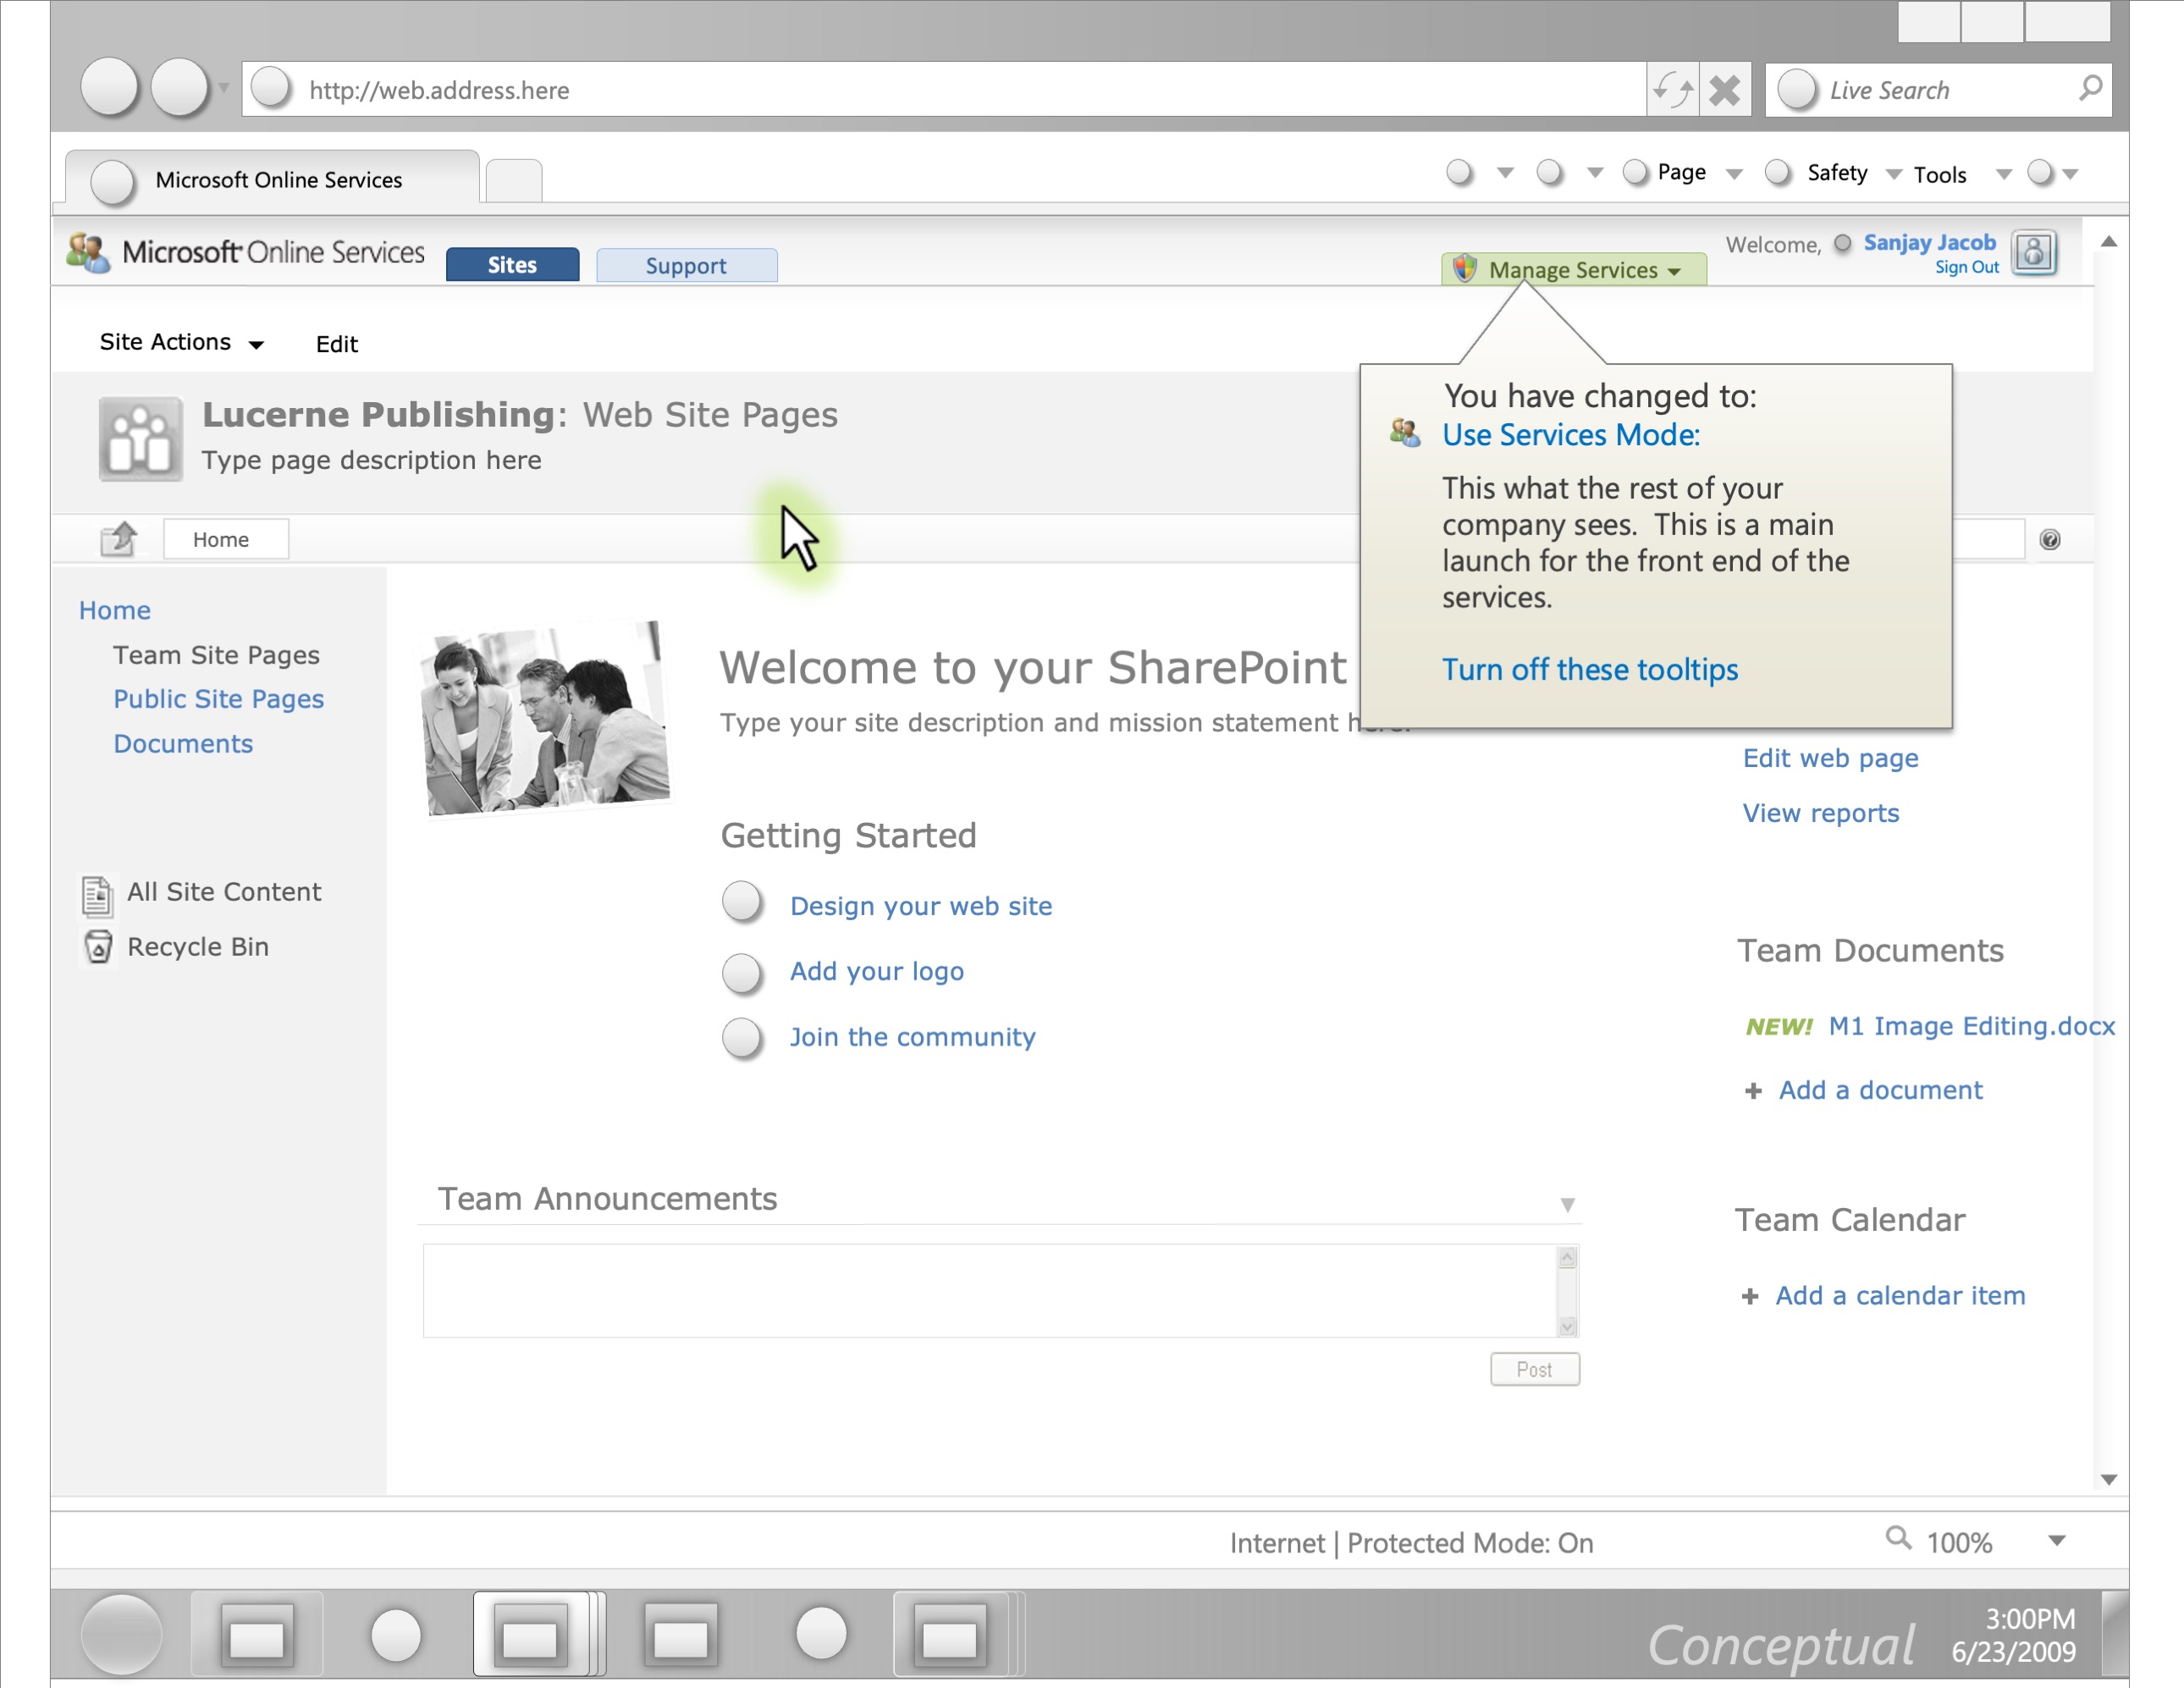 http://web.address.here
Live Search
Microsoft Online Services
Page
Safety
Tools
Microsoft Online Services
Sites
Support
Manage Services
Welcome,
Sanjay Jacob
Sign Out
Site Actions
Edit
Lucerne Publishing: Web Site Pages
Type page description here
You have changed to:
Use Services Mode:
This what the rest of your
company sees. This is a main
launch for the front end of the
services.
Turn off these tooltips
Home
Home
Team Site Pages
Public Site Pages
Documents
All Site Content
Recycle Bin
Welcome to your SharePoint
Type your site description and mission statement here.
Getting Started
Design your web site
Add your logo
Join the community
Edit web page
View reports
Team Documents
NEW! M1 Image Editing.docx
+ Add a document
Team Announcements
Post
Team Calendar
+ Add a calendar item
Internet | Protected Mode: On
100%
Conceptual
3:00PM
6/23/2009